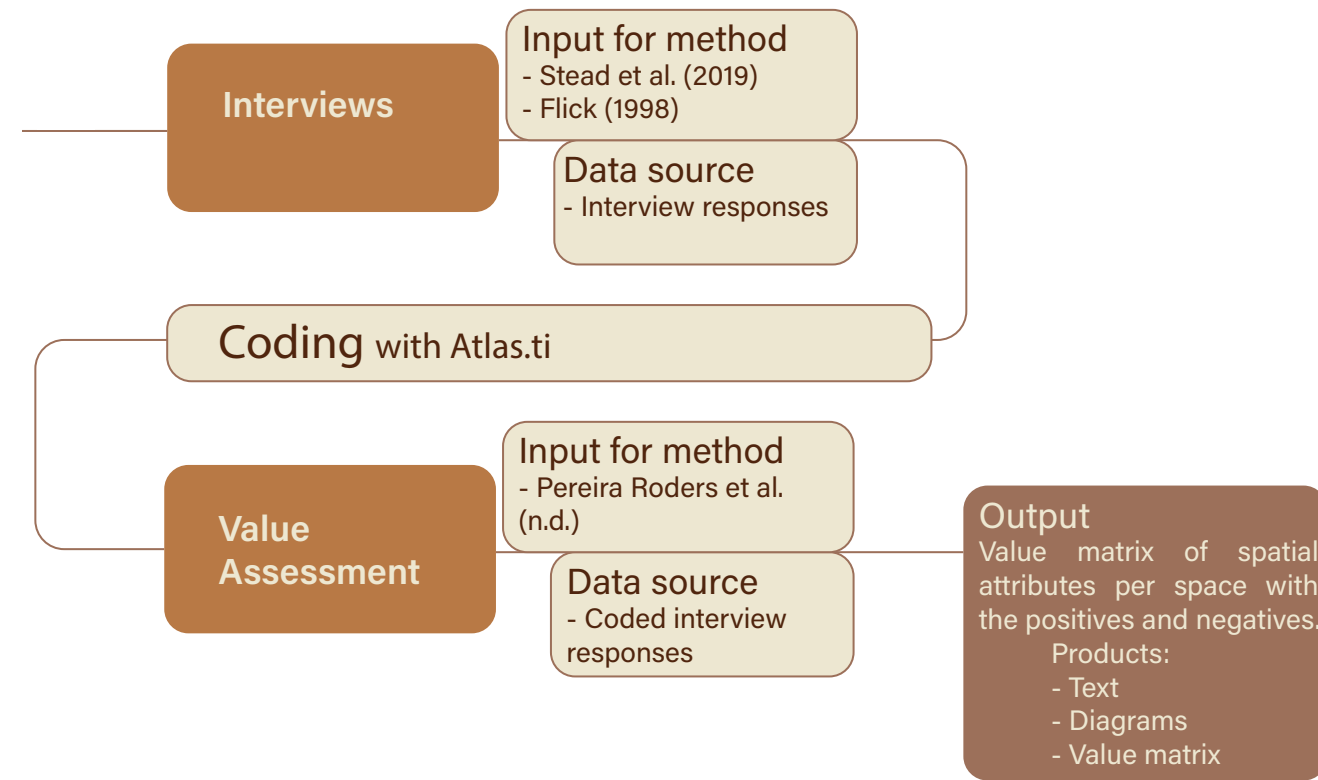 Interviews
Input for method
- Stead et al. (2019)
- Flick (1998)
Data source
- Interview responses
Coding with Atlas.ti
Value
Assessment
Input for method
- Pereira Roders et al.
(n.d.)
Data source
- Coded interview
responses
Output
Value matrix of spatial
attributes per space with
the positives and negatives.
Products:
- Text
- Diagrams
- Value matrix